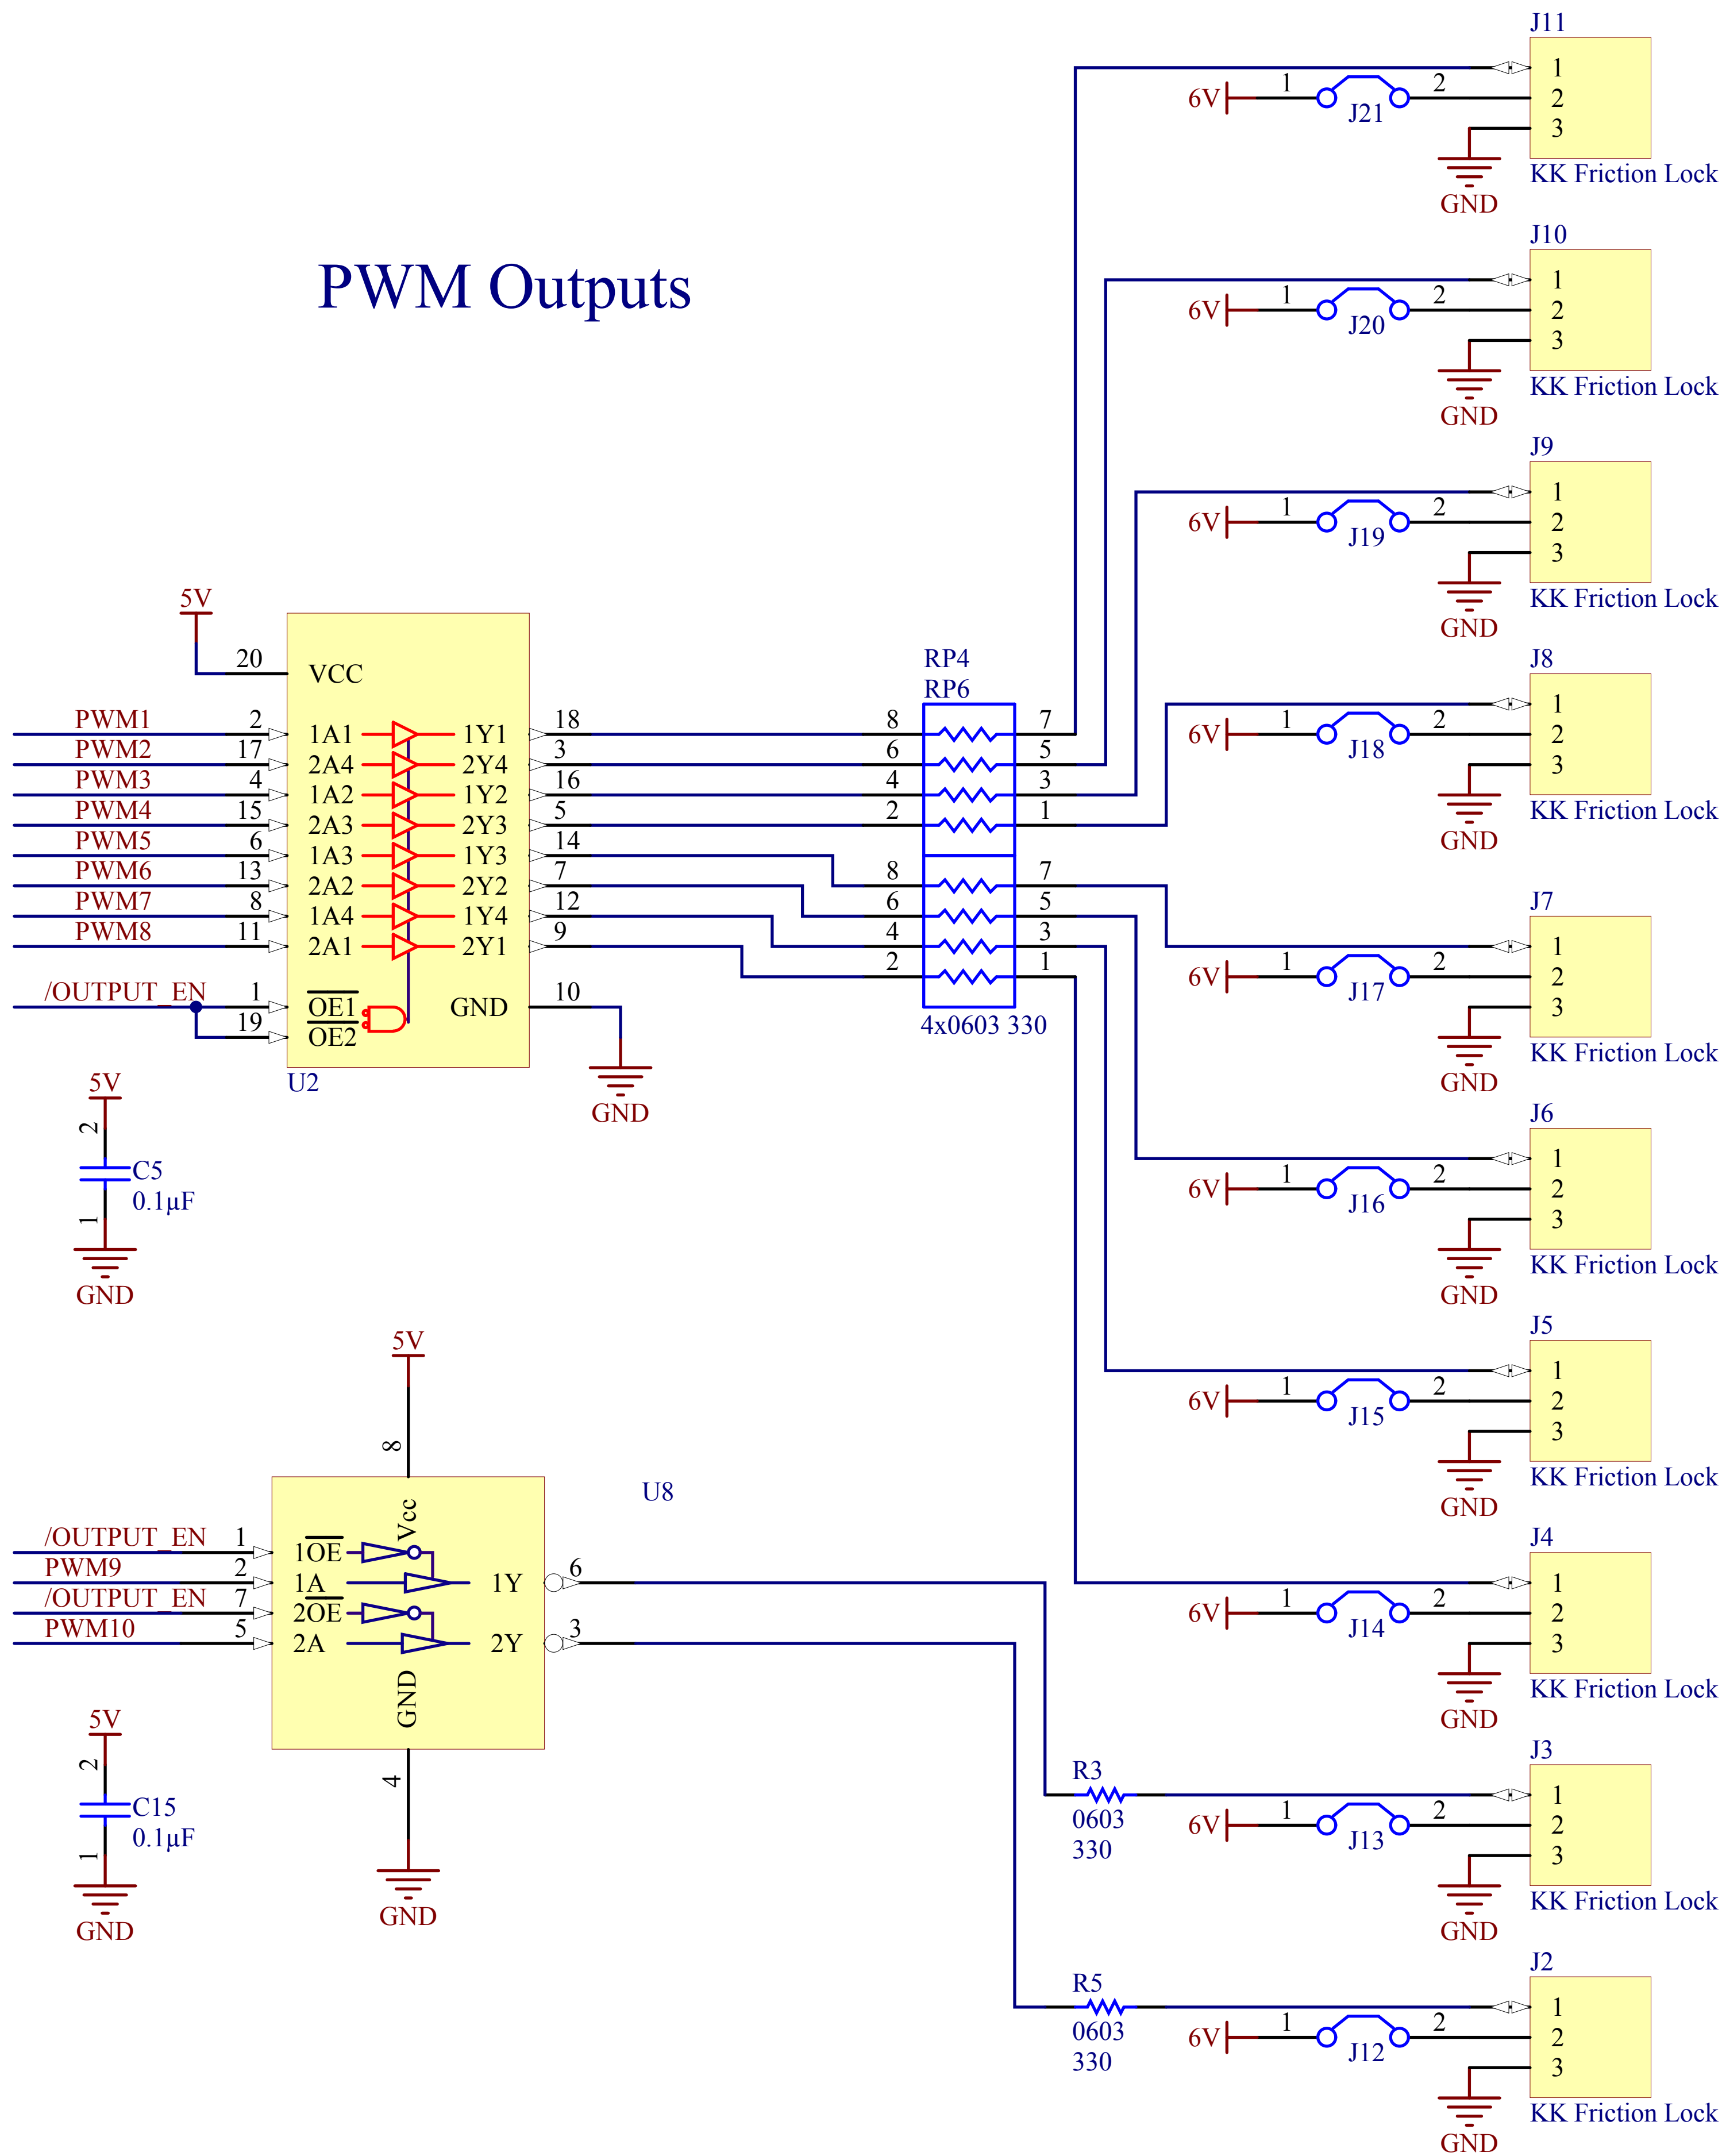 PWM Outputs
J11
1
2
3
6V 1 J21 2
KK Friction Lock
GND
J10
1
2
3
6V 1 J20 2
KK Friction Lock
GND
J9
1
2
3
6V 1 J19 2
KK Friction Lock
GND
J8
1
2
3
6V 1 J18 2
KK Friction Lock
GND
5V
20 VCC
PWM1 2 1A1 1Y1 18
PWM2 17 2A4 2Y4 3
PWM3 4 1A2 1Y2 16
PWM4 15 2A3 2Y3 5
PWM5 6 1A3 1Y3 14
PWM6 13 2A2 2Y2 7
PWM7 8 1A4 1Y4 12
PWM8 11 2A1 2Y1 9
/OUTPUT_EN 1 OE1 GND 10
19 OE2
U2
GND
RP4
RP6
8 7
6 5
4 3
2 1
8 7
6 5
4 3
2 1
4x0603 330
J7
1
2
3
6V 1 J17 2
KK Friction Lock
GND
5V
2
C5
0.1µF
1
GND
J6
1
2
3
6V 1 J16 2
KK Friction Lock
GND
J5
1
2
3
6V 1 J15 2
KK Friction Lock
GND
5V
8
U8
Vcc
/OUTPUT_EN 1 1OE
PWM9 2 1A 1Y 6
/OUTPUT_EN 7 2OE
PWM10 5 2A 2Y 3
GND
4
GND
J4
1
2
3
6V 1 J14 2
KK Friction Lock
GND
5V
2
C15
0.1µF
1
GND
R3
0603
330
J3
1
2
3
6V 1 J13 2
KK Friction Lock
GND
R5
0603
330
J2
1
2
3
6V 1 J12 2
KK Friction Lock
GND